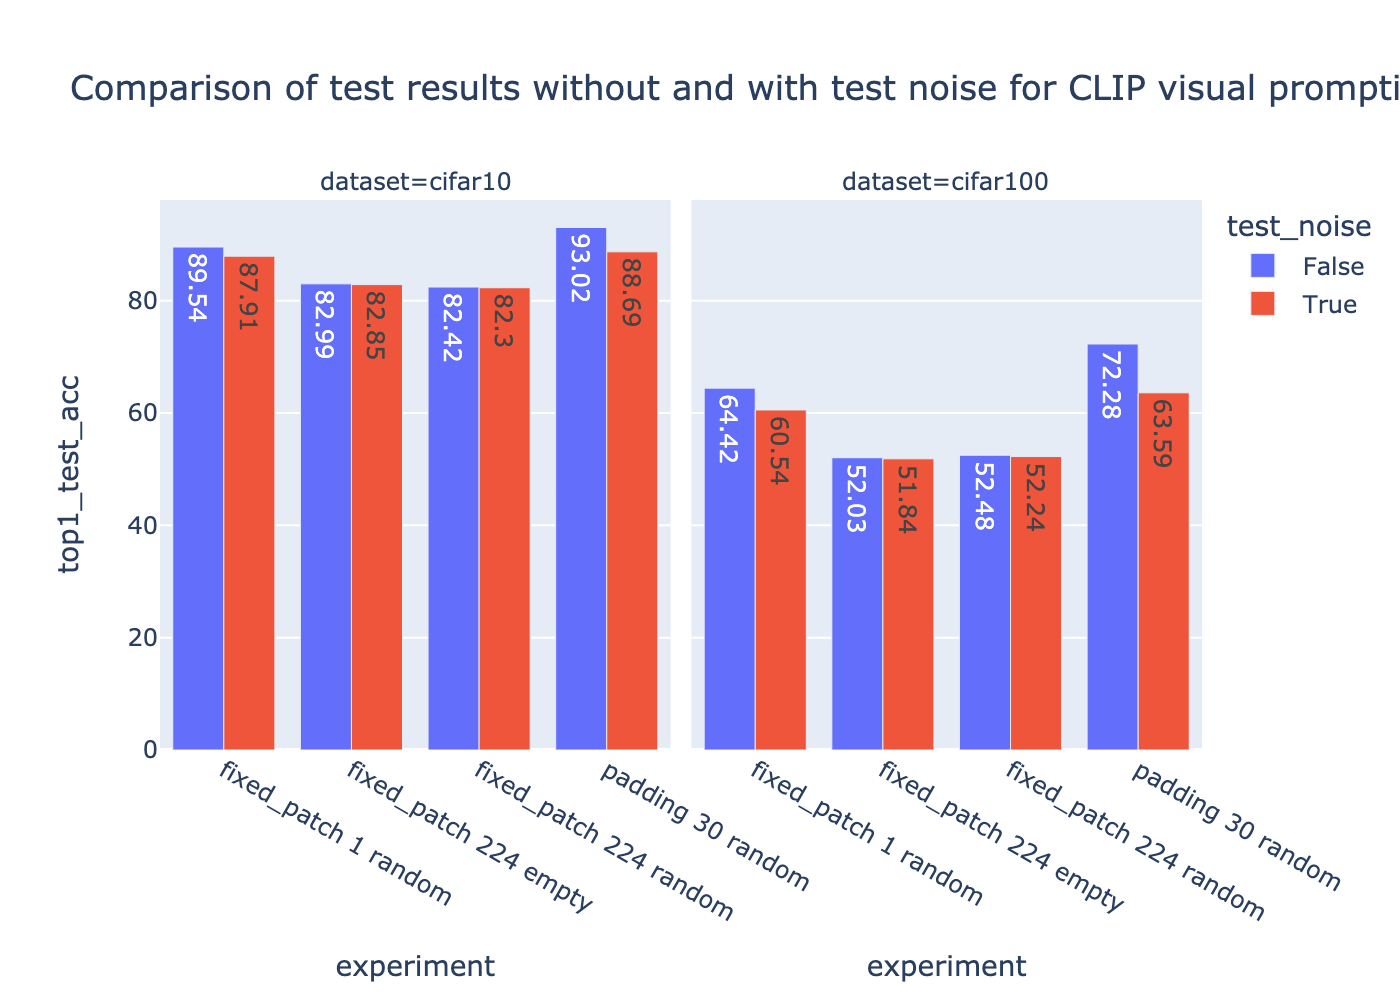 Comparison of test results without and with test noise for CLIP visual prompti
dataset=cifar10
dataset=cifar100
test_noise
False
True
top1_test_acc
80
60
40
20
0
89.54
87.91
82.99
82.85
82.42
82.3
93.02
88.69
64.42
60.54
52.03
51.84
52.48
52.24
72.28
63.59
fixed_patch 1 random
fixed_patch 224 empty
fixed_patch 224 random
padding 30 random
fixed_patch 1 random
fixed_patch 224 empty
fixed_patch 224 random
padding 30 random
experiment
experiment